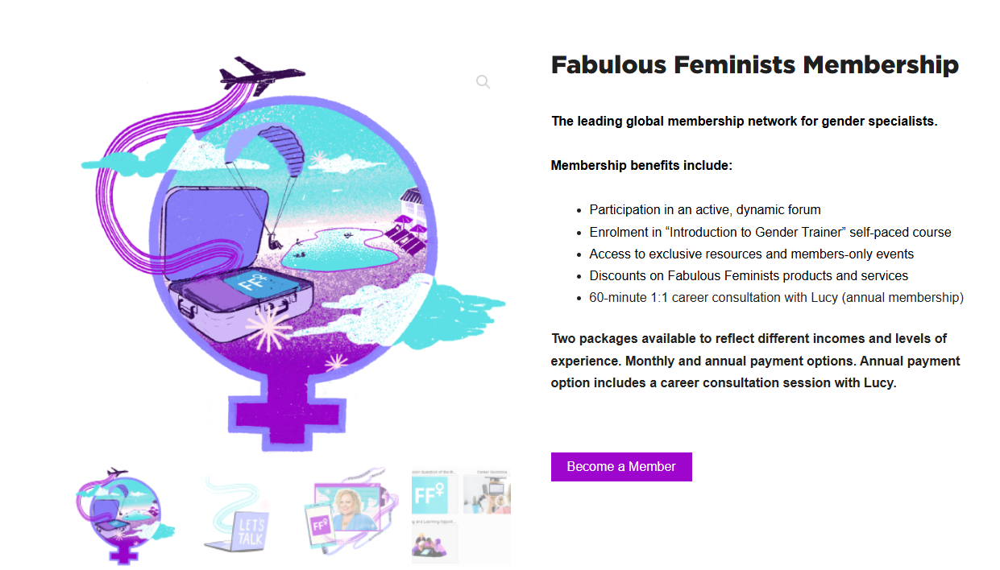 Fabulous Feminists Membership
The leading global membership network for gender specialists.
Membership benefits include:
Participation in an active, dynamic forum
Enrolment in “Introduction to Gender Trainer” self-paced course
Access to exclusive resources and members-only events
Discounts on Fabulous Feminists products and services
60-minute 1:1 career consultation with Lucy (annual membership)
Two packages available to reflect different incomes and levels of
experience. Monthly and annual payment options. Annual payment
option includes a career consultation session with Lucy.
Become a Member
FF♀
LETS
TALK
FF♀
FF♀